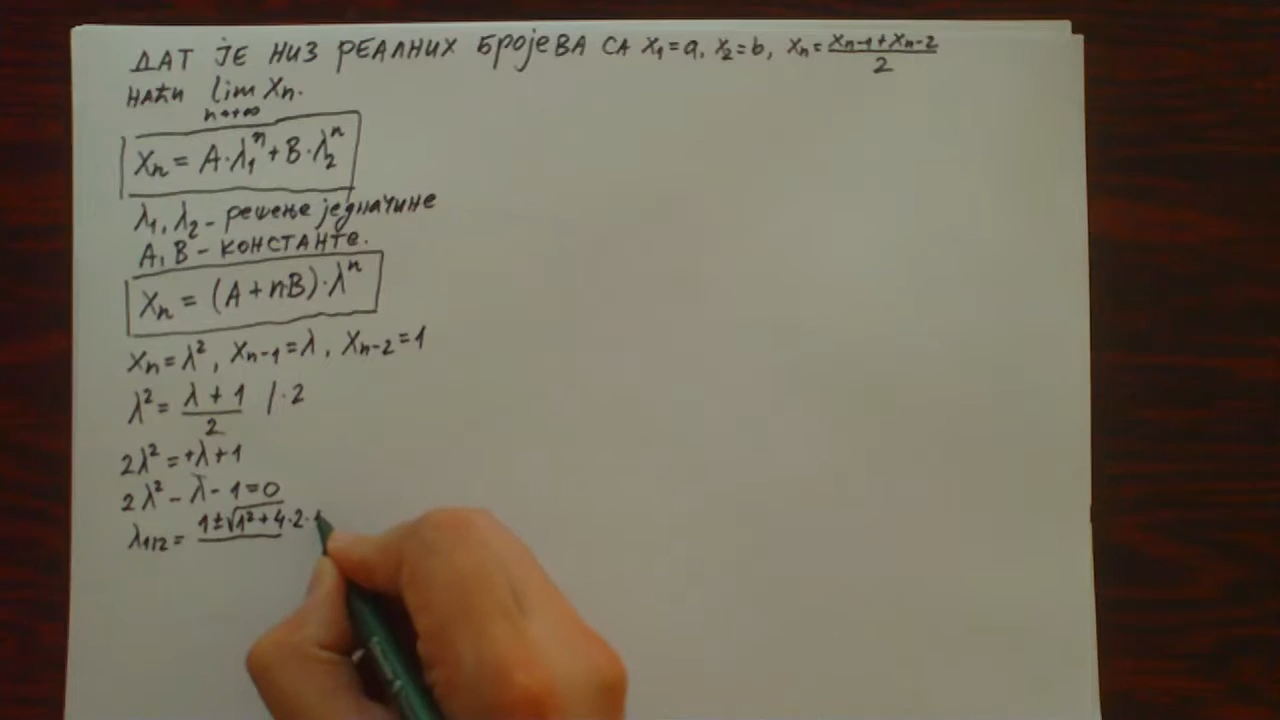 ДАТ ЈЕ НИЗ РЕАЛНИХ БРОЈЕВА СА x₁=a, x₂=b, xₙ=(xₙ₋₁+xₙ₋₂)/2
НАЋИ lim xₙ.
n→+∞
xₙ = A·λ₁ⁿ+B·λ₂ⁿ
λ₁, λ₂ - решење једначине
A, B - КОНСТАНТЕ.
xₙ = (A+nB)·λⁿ
xₙ=λ², xₙ₋₁=λ, xₙ₋₂=1
λ² = (λ+1)/2 /·2
2λ² = +λ+1
2λ² - λ - 1=0
λ₁/₂ = 1±√1²+4·2·1